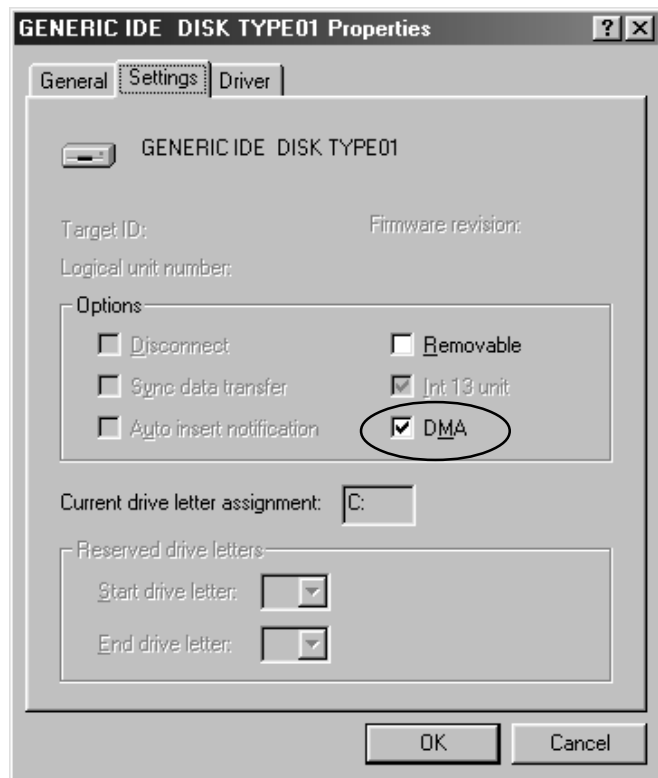 GENERIC IDE DISK TYPE01 Properties
General Settings Driver
GENERIC IDE DISK TYPE01
Target ID: Firmware revision:
Logical unit number:
Options
Disconnect Removable
Sync data transfer Int 13 unit
Auto insert notification DMA
Current drive letter assignment: C:
Reserved drive letters
Start drive letter:
End drive letter:
OK Cancel